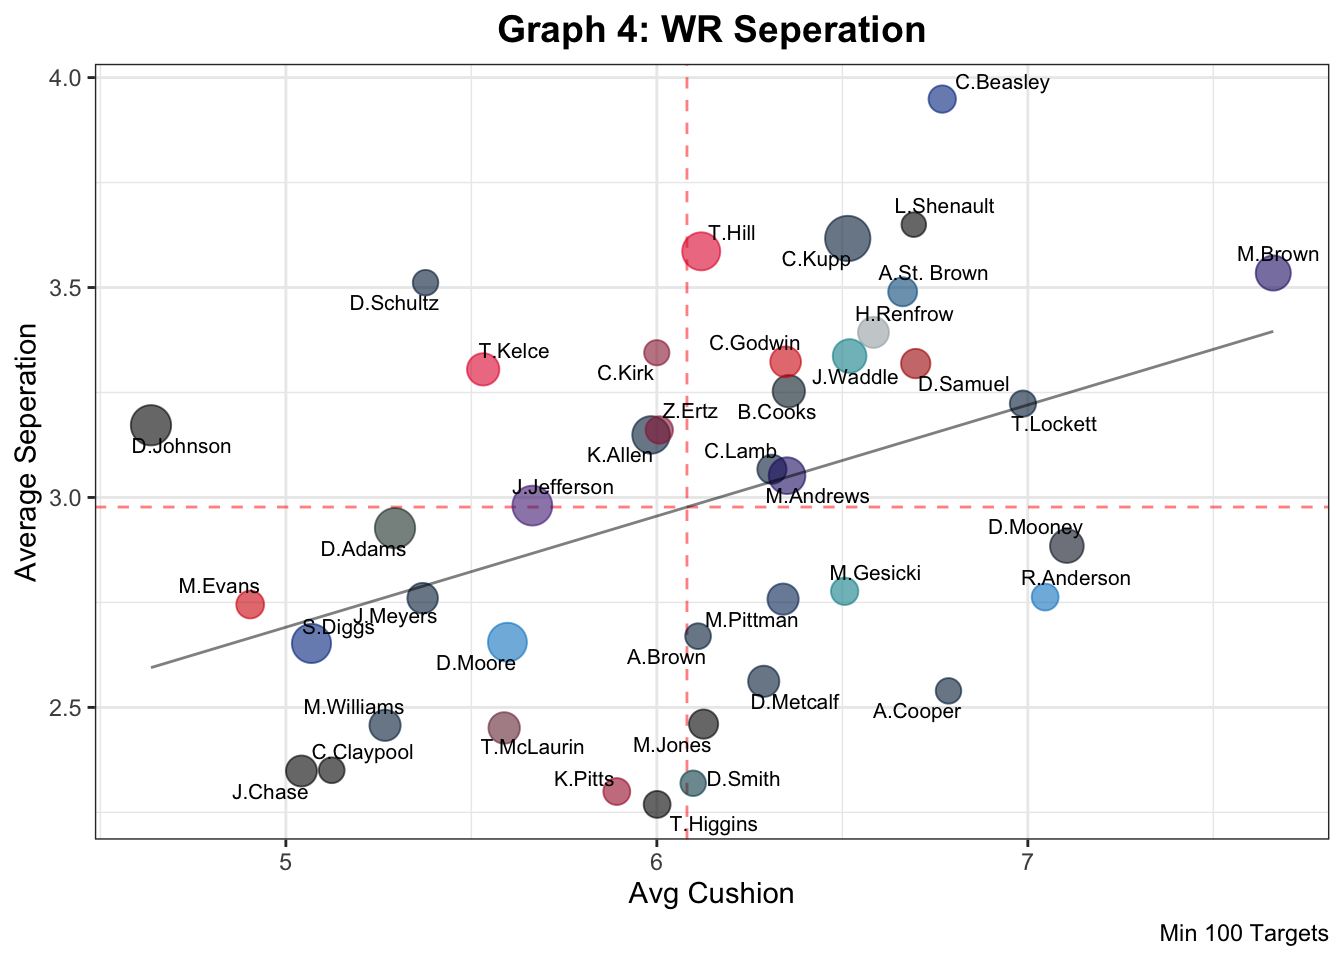 Graph 4: WR Seperation
4.0
3.5
3.0
2.5
Average Seperation
C.Beasley
L.Shenault
T.Hill
C.Kupp
M.Brown
A.St. Brown
D.Schultz
H.Renfrow
C.Godwin
T.Kelce
C.Kirk
J.Waddle
D.Samuel
B.Cooks
Z.Ertz
T.Lockett
D.Johnson
K.Allen
C.Lamb
J.Jefferson
M.Andrews
D.Mooney
D.Adams
M.Gesicki
R.Anderson
M.Evans
J.Meyers
M.Pittman
S.Diggs
A.Brown
D.Moore
D.Metcalf
M.Williams
A.Cooper
T.McLaurin
M.Jones
C.Claypool
K.Pitts
D.Smith
J.Chase
T.Higgins
5
6
7
Avg Cushion
Min 100 Targets